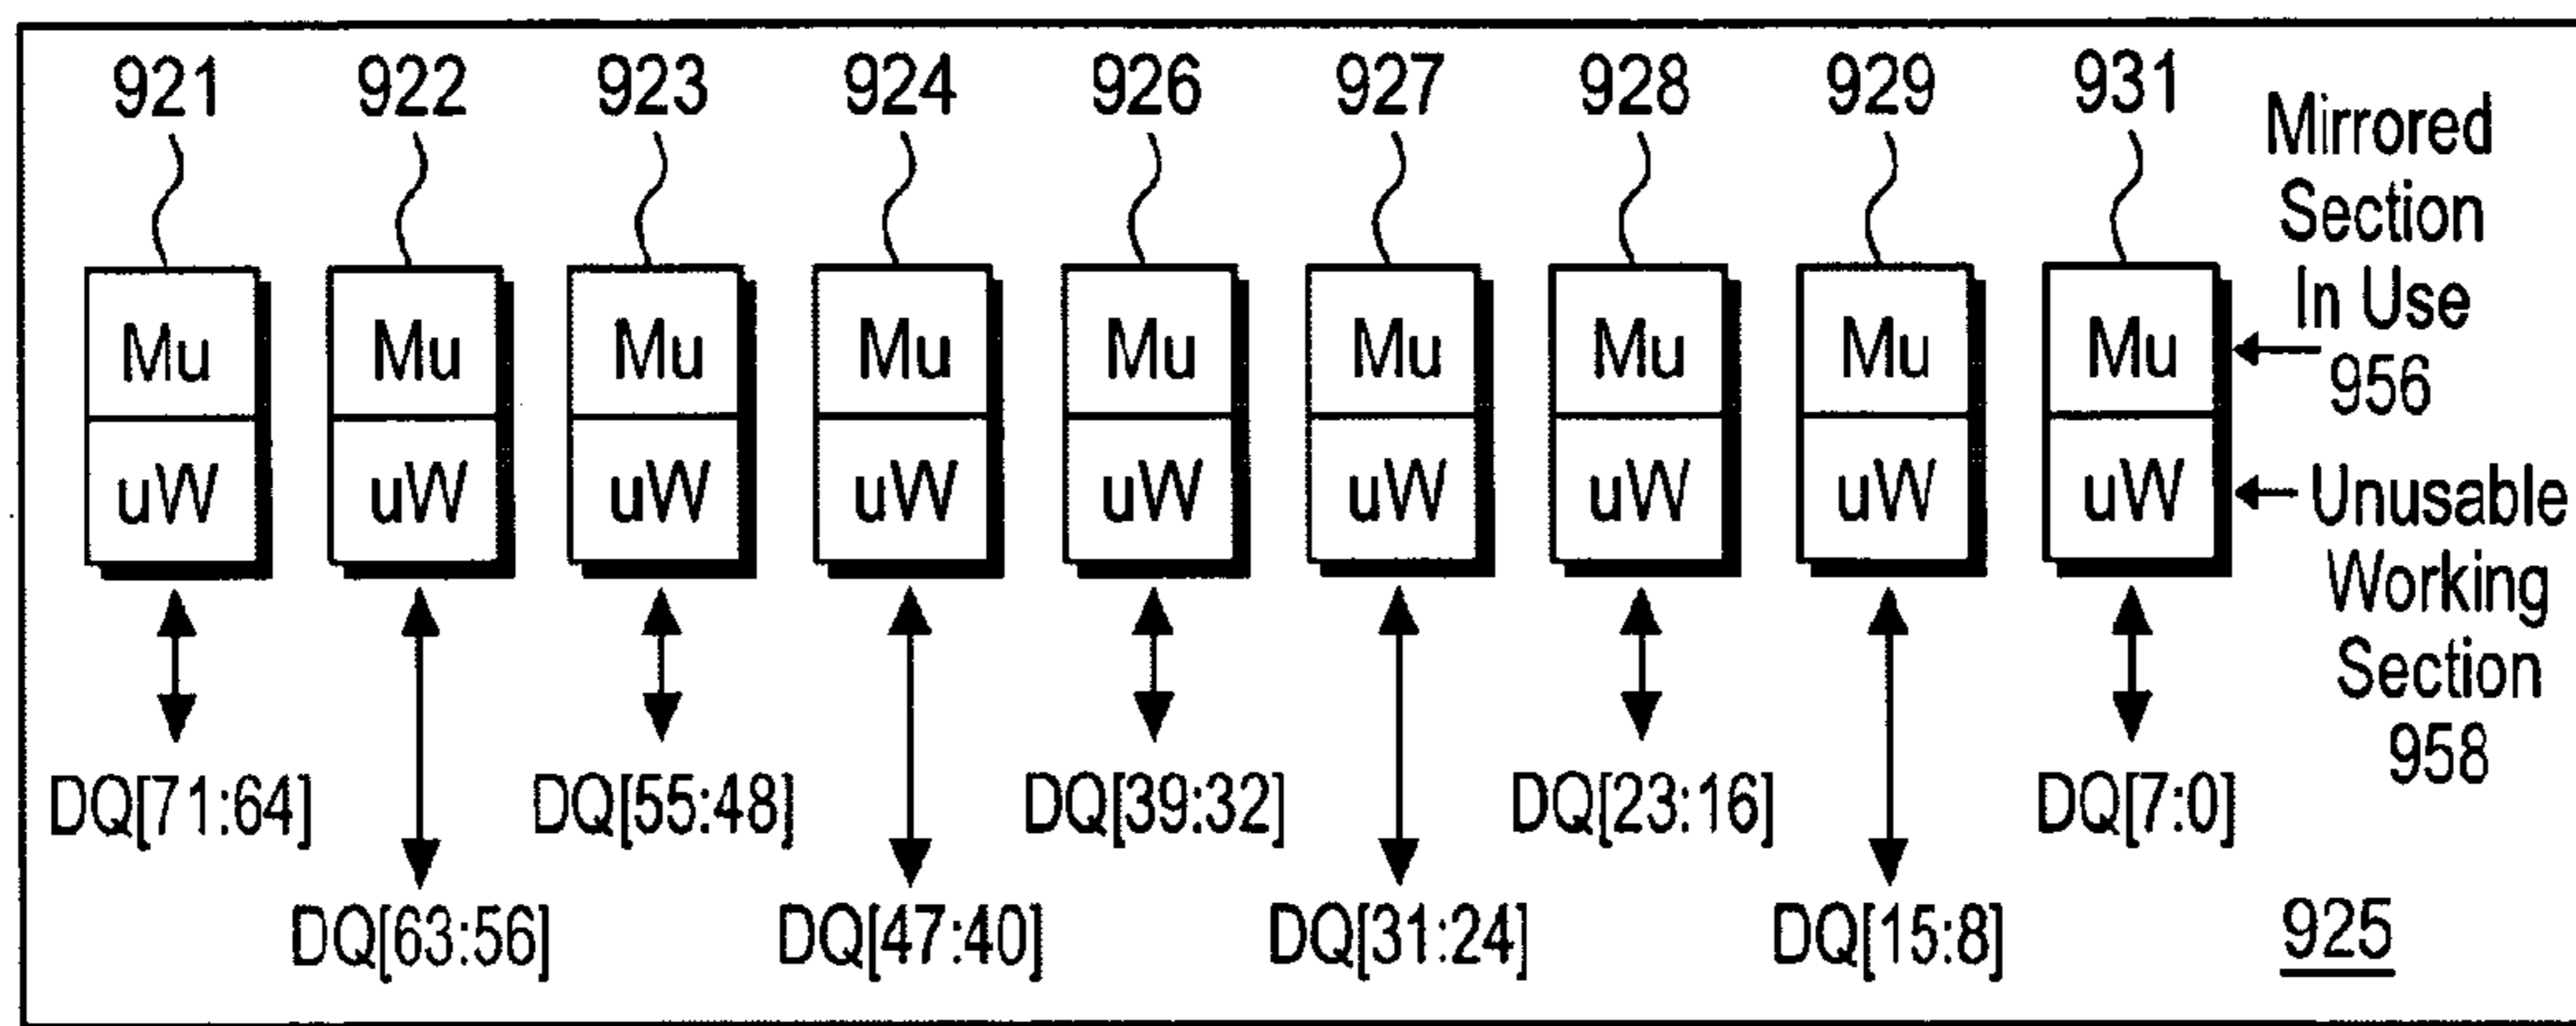 921 922 923 924 926 927 928 929 931
Mirrored
Section
In Use
956
Mu Mu Mu Mu Mu Mu Mu Mu Mu
uW uW uW uW uW uW uW uW uW
Unusable
Working
Section
958
DQ[71:64] DQ[55:48] DQ[39:32] DQ[23:16] DQ[7:0]
DQ[63:56] DQ[47:40] DQ[31:24] DQ[15:8]
925